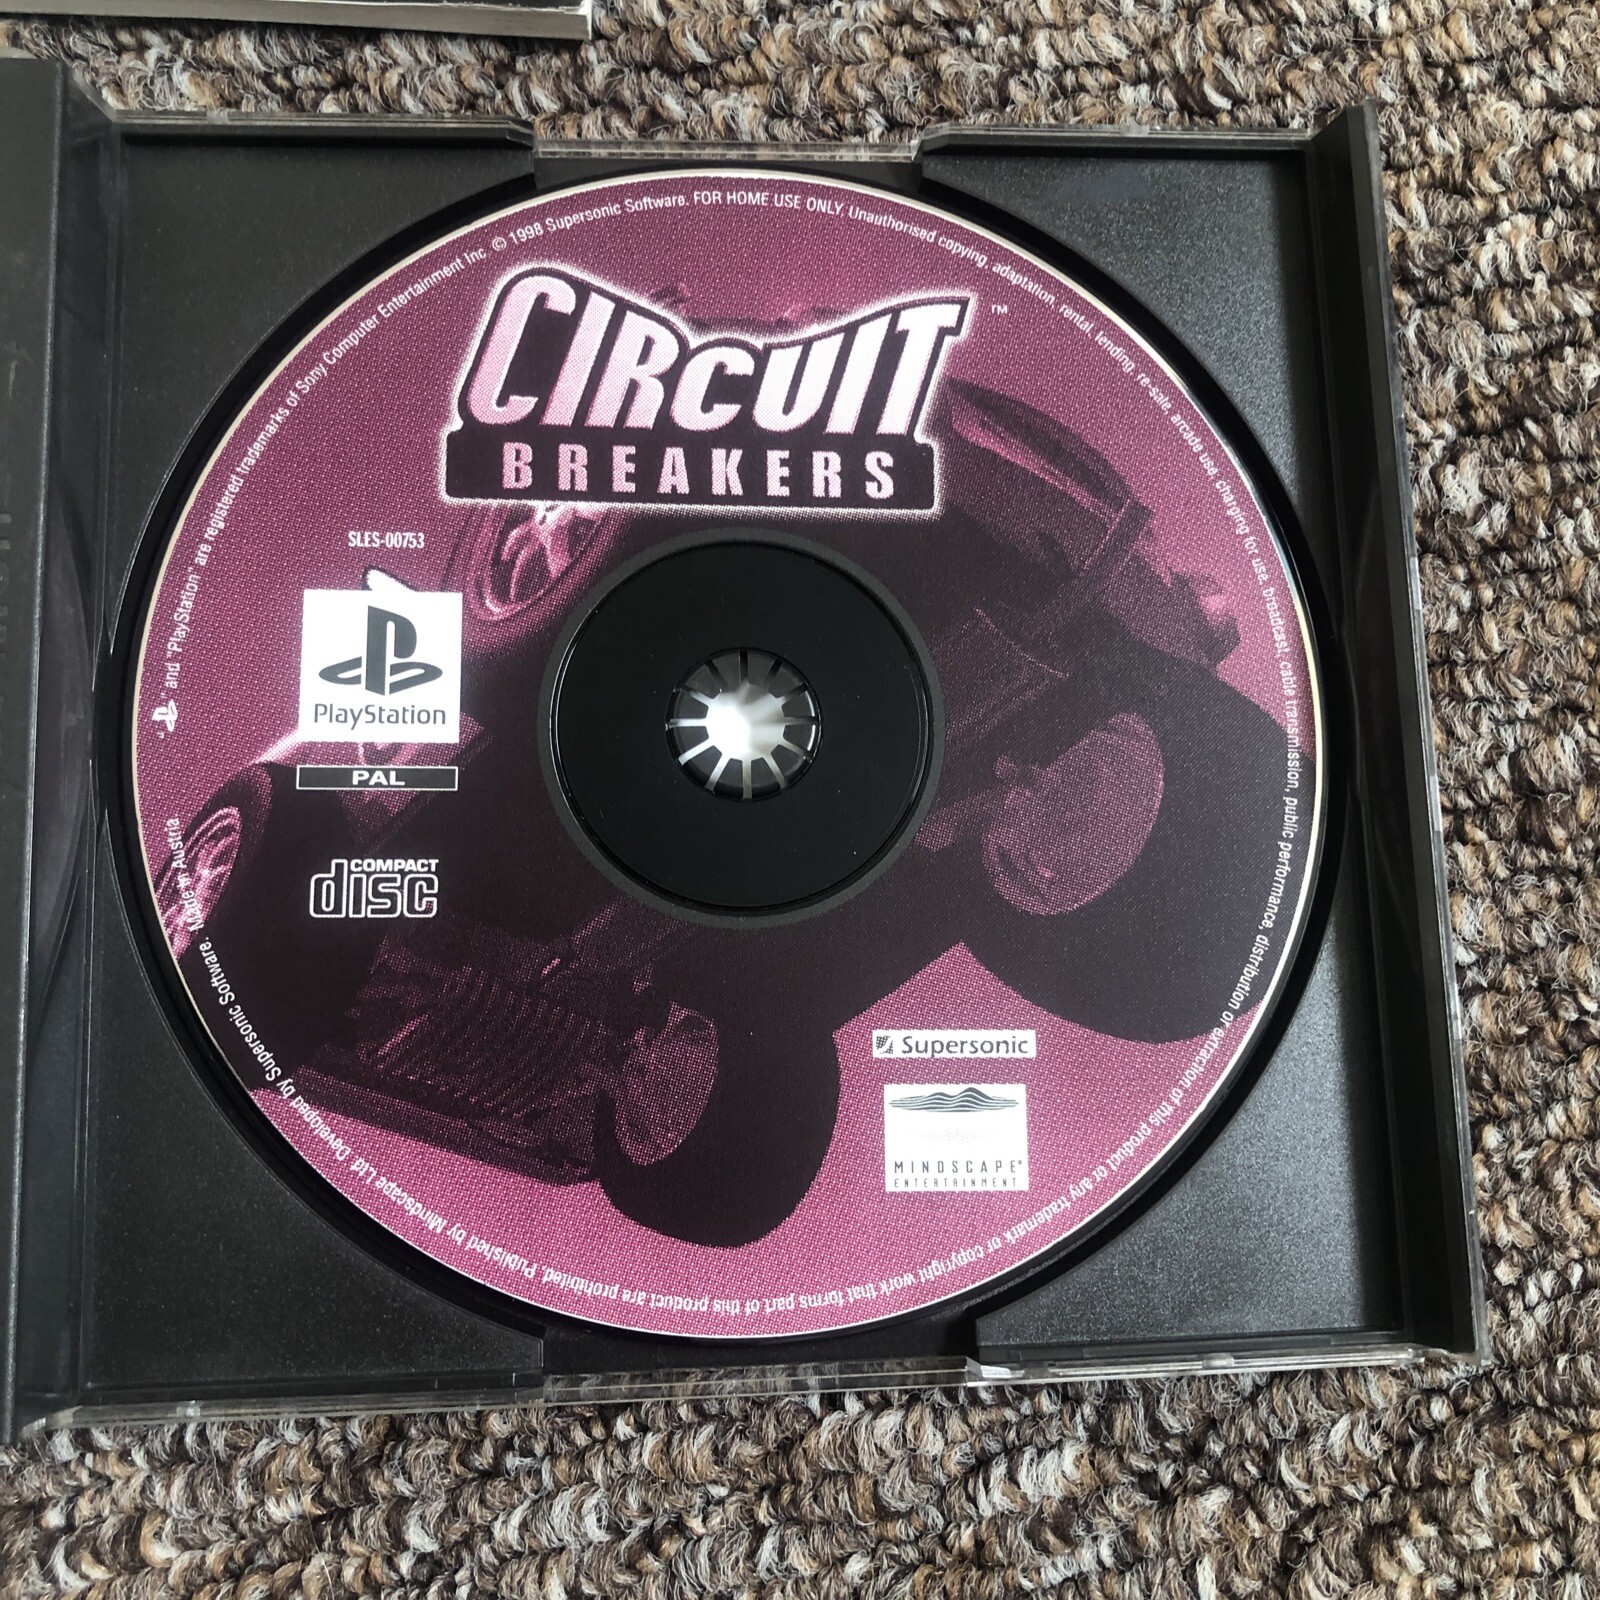 CIRCUIT ™
BREAKERS
SLES-00753
PlayStation
PAL
COMPACT
disc
Supersonic
MINDSCAPE®
ENTERTAINMENT
" and "PlayStation" are registered trademarks of Sony Computer Entertainment Inc. © 1998 Supersonic Software. FOR HOME USE ONLY. Unauthorised copying, adaptation, rental, lending, re-sale, arcade use, charging for use, broadcast, cable transmission, public performance, distribution or extraction of this product or any trademark or copyright work that forms part of this product are prohibited. Published by Mindscape Ltd. Developed by Supersonic Software. Made in Austria